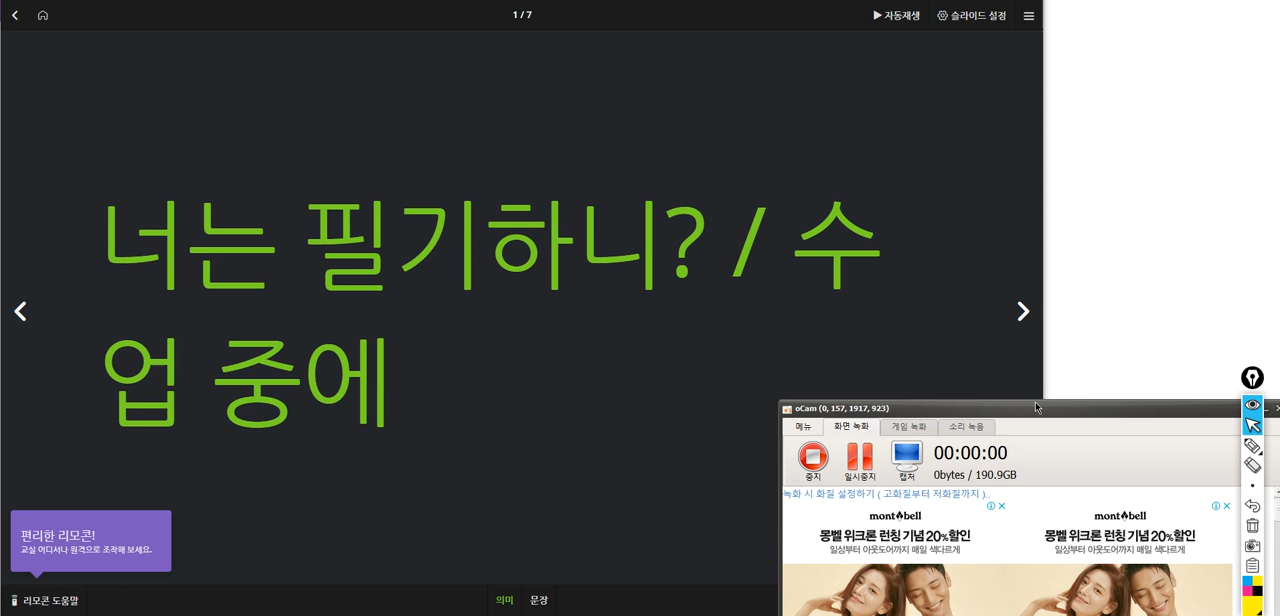 1 / 7
자동재생
슬라이드 설정
너는 필기하니? / 수
업 중에
편리한 리모콘!
교실 어디서나 원격으로 조작해 보세요.
리모콘 도움말
의미
문장
oCam (0, 157, 1917, 923)
메뉴
화면 녹화
게임 녹화
소리 녹음
중지
일시중지
캡처
00:00:00
0bytes / 190.9GB
녹화 시 화질 설정하기 ( 고화질부터 저화질까지 )..
mont bell
몽벨 위크론 런칭 기념 20%할인
일상부터 아웃도어까지 매일 색다르게
mont bell
몽벨 위크론 런칭 기념 20%할인
일상부터 아웃도어까지 매일 색다르게